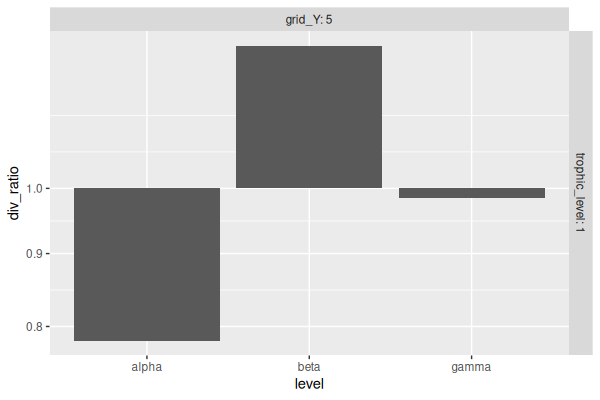 grid_Y: 5
trophic_level: 1
div_ratio
1.0
0.9
0.8
alpha beta gamma
level